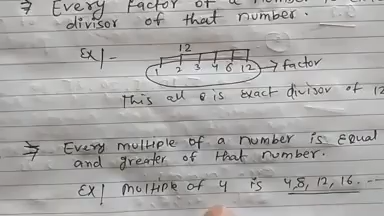 ⇒ Every Factor of a number is
divisor of that number.
Ex|-
12
1 2 3 4 6 12 → factor
This all is exact divisor of 12
⇒ Every multiple of a number is Equal
and greater of that number.
Ex| multiple of 4 is 4,8,12,16. --